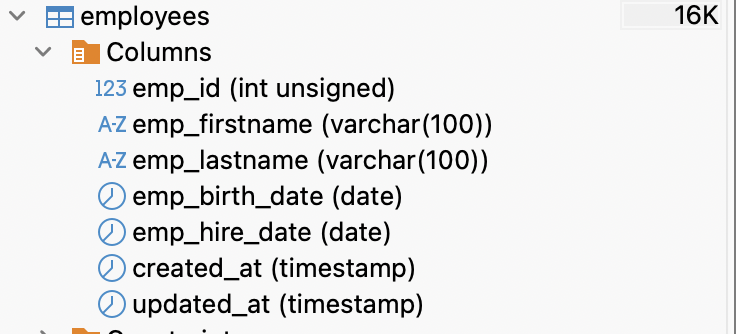 employees 16K
Columns
123 emp_id (int unsigned)
A-Z emp_firstname (varchar(100))
A-Z emp_lastname (varchar(100))
emp_birth_date (date)
emp_hire_date (date)
created_at (timestamp)
updated_at (timestamp)